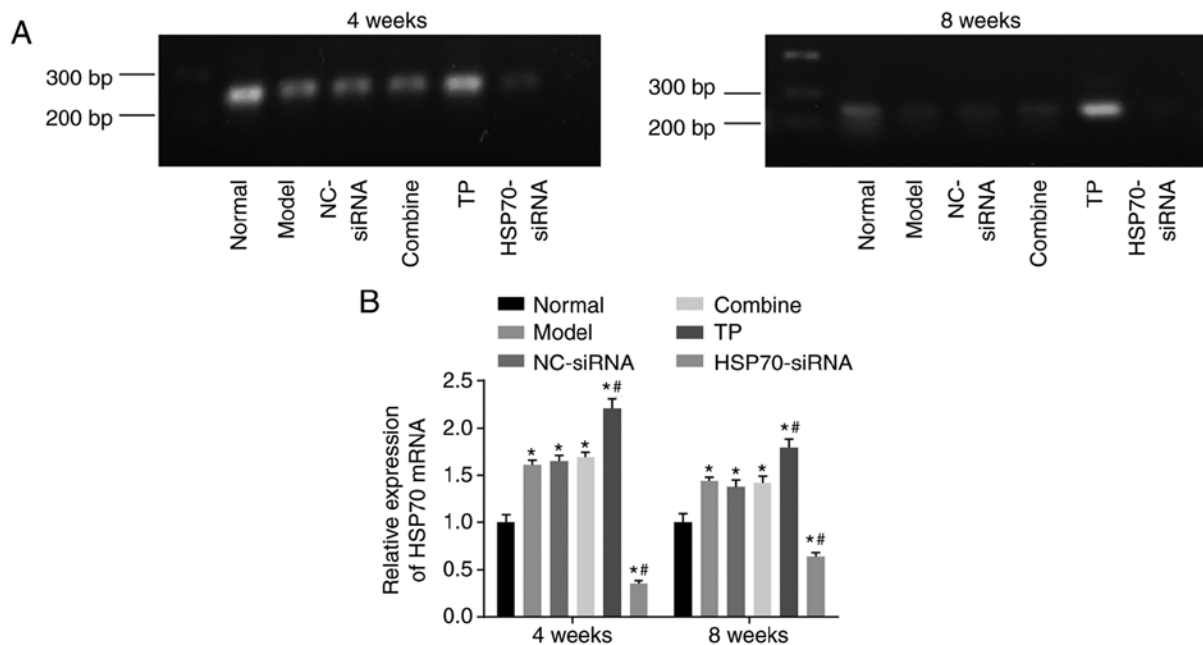 A
4 weeks
300 bp
200 bp
Normal
Model
NC-
siRNA
Combine
TP
HSP70-
siRNA
8 weeks
300 bp
200 bp
Normal
Model
NC-
siRNA
Combine
TP
HSP70-
siRNA
B
Normal
Model
NC-siRNA
Combine
TP
HSP70-siRNA
Relative expression
of HSP70 mRNA
2.5
2.0
1.5
1.0
0.5
0.0
*
*
*
*#
*#
*
*
*
*#
*#
4 weeks
8 weeks